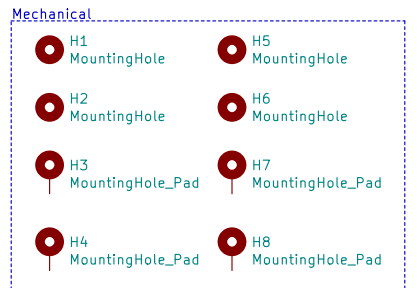 Mechanical
H1
MountingHole
H5
MountingHole
H2
MountingHole
H6
MountingHole
H3
MountingHole_Pad
H7
MountingHole_Pad
H4
MountingHole_Pad
H8
MountingHole_Pad